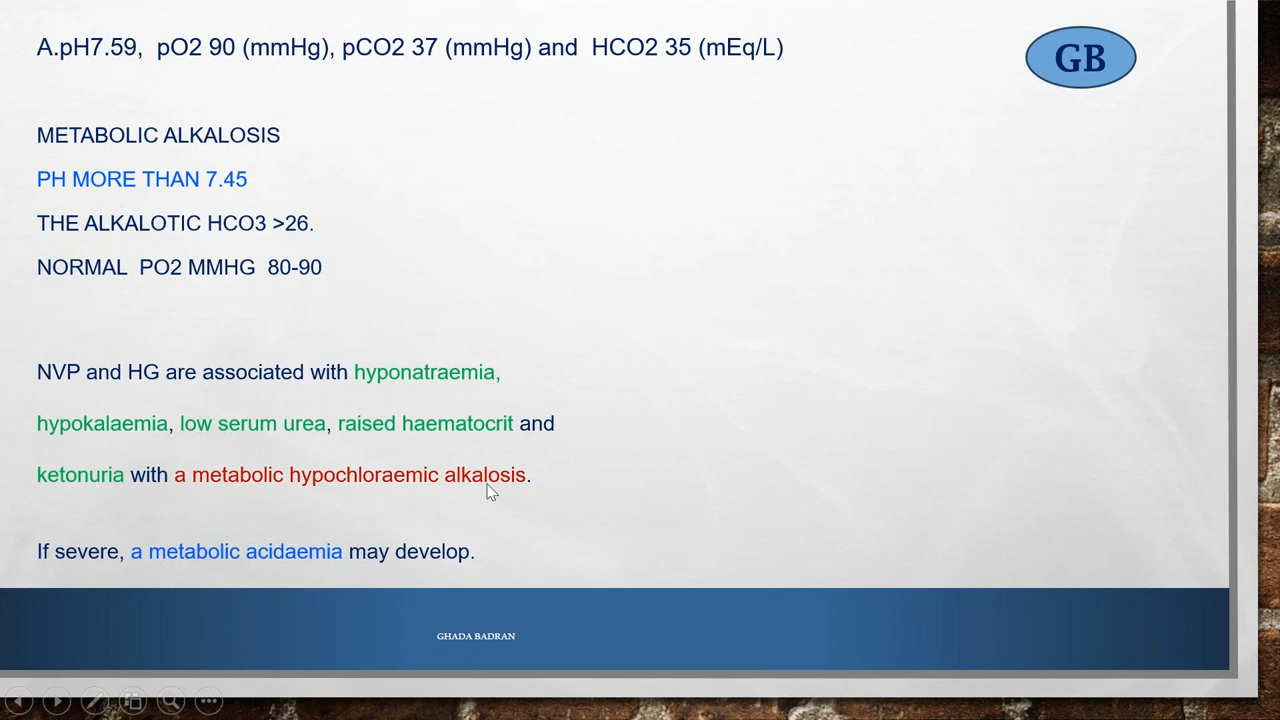 A.pH7.59, pO2 90 (mmHg), pCO2 37 (mmHg) and HCO2 35 (mEq/L)
GB
METABOLIC ALKALOSIS
PH MORE THAN 7.45
THE ALKALOTIC HCO3 >26.
NORMAL PO2 MMHG 80-90
NVP and HG are associated with hyponatraemia,
hypokalaemia, low serum urea, raised haematocrit and
ketonuria with a metabolic hypochloraemic alkalosis.
If severe, a metabolic acidaemia may develop.
GHADA BADRAN